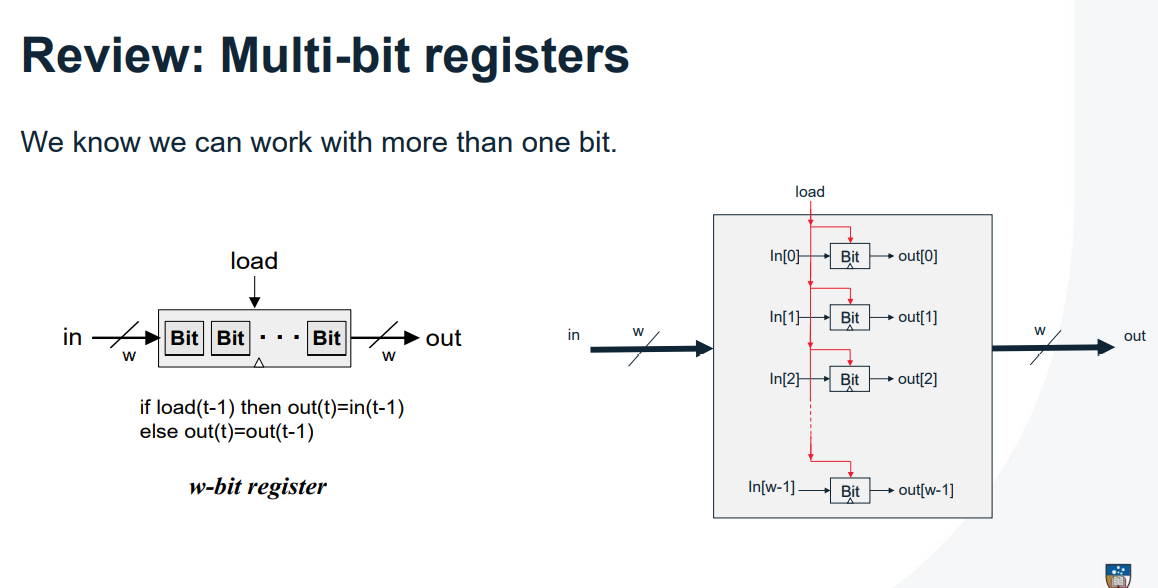 Review: Multi-bit registers
We know we can work with more than one bit.
load
in
w
Bit Bit · · · Bit
w
out
if load(t-1) then out(t)=in(t-1)
else out(t)=out(t-1)
w-bit register
load
in
w
In[0] Bit out[0]
In[1] Bit out[1]
In[2] Bit out[2]
In[w-1] Bit out[w-1]
w
out